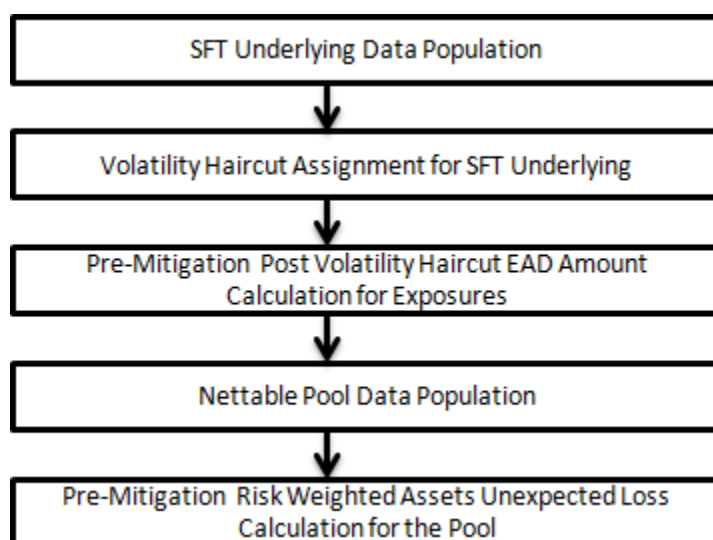 SFT Underlying Data Population
Volatility Haircut Assignment for SFT Underlying
Pre-Mitigation Post Volatility Haircut EAD Amount
Calculation for Exposures
Nettable Pool Data Population
Pre-Mitigation Risk Weighted Assets Unexpected Loss
Calculation for the Pool